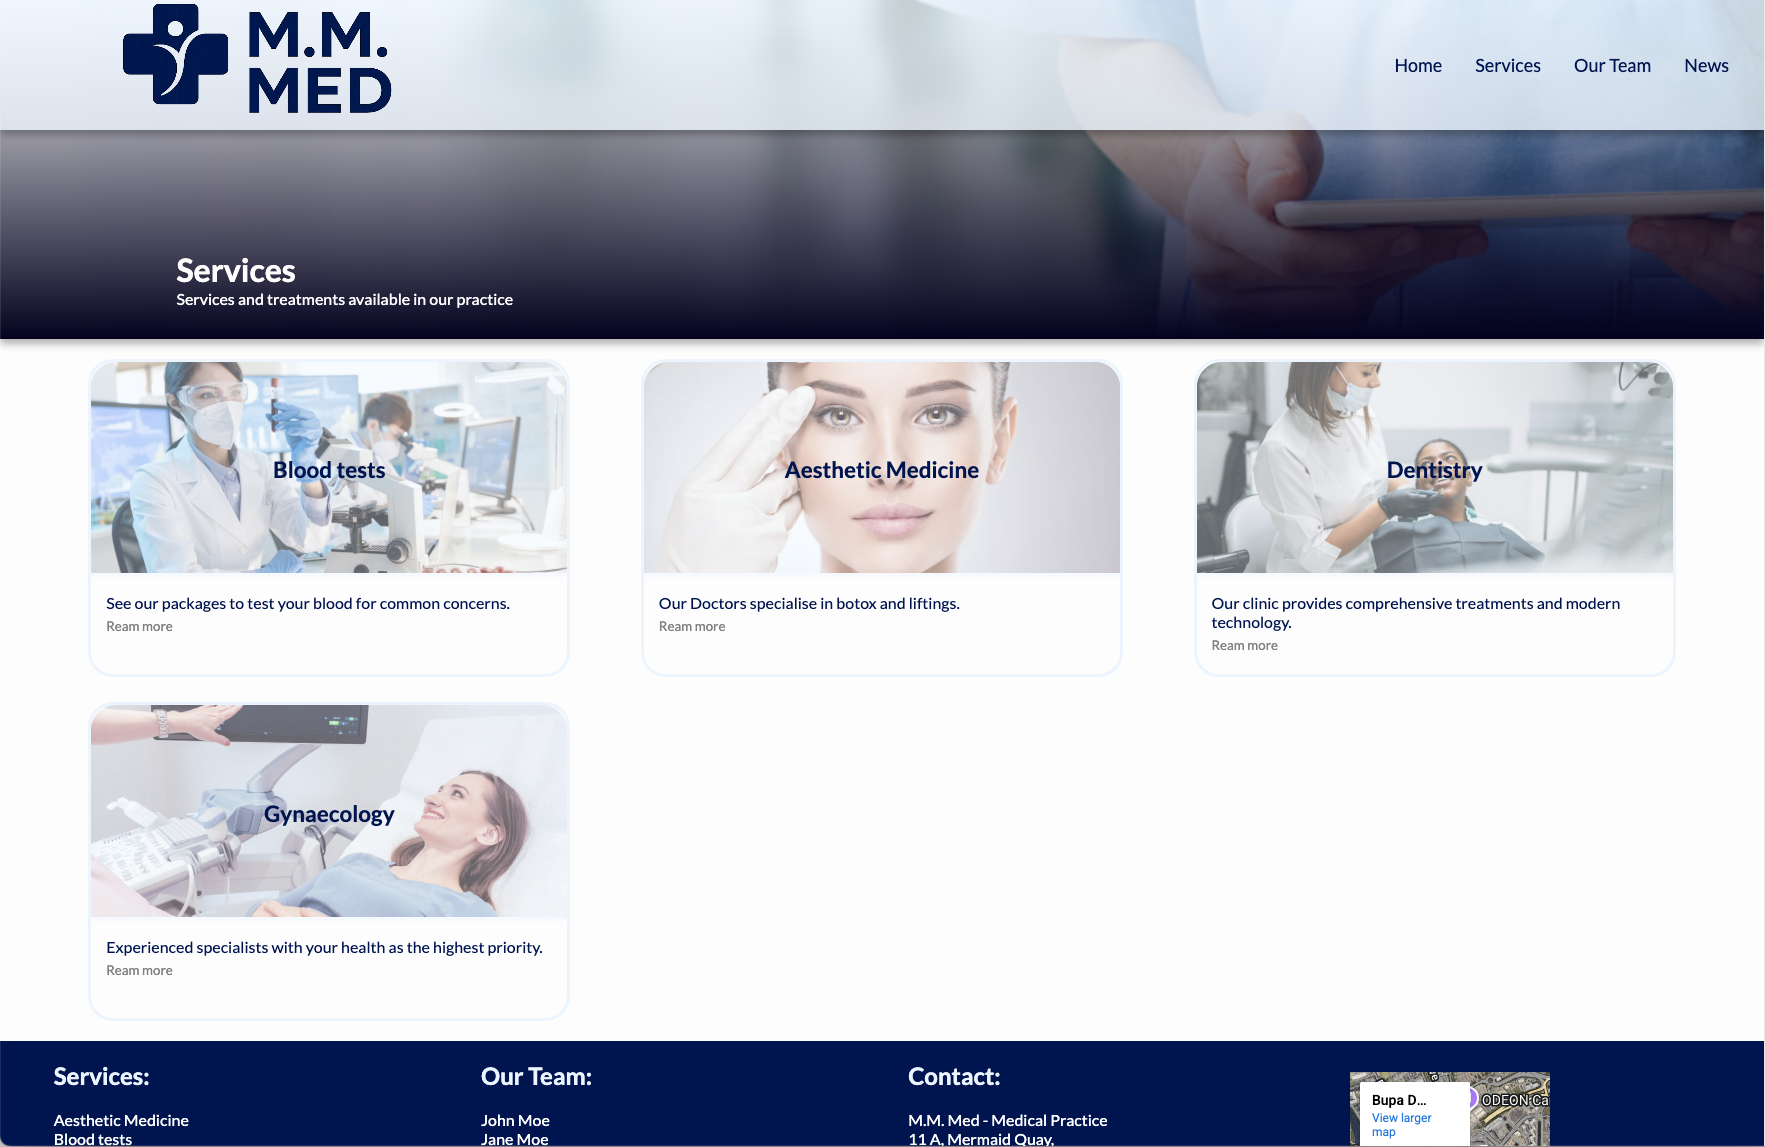 M.M.
MED
Home Services Our Team News
Services
Services and treatments available in our practice
Blood tests
Aesthetic Medicine
Dentistry
See our packages to test your blood for common concerns.
Ream more
Our Doctors specialise in botox and liftings.
Ream more
Our clinic provides comprehensive treatments and modern
technology.
Ream more
Gynaecology
Experienced specialists with your health as the highest priority.
Ream more
Services:
Aesthetic Medicine
Blood tests
Our Team:
John Moe
Jane Moe
Contact:
M.M. Med - Medical Practice
11 A, Mermaid Quay,
Bupa D...
View larger
map
ODEON Ca